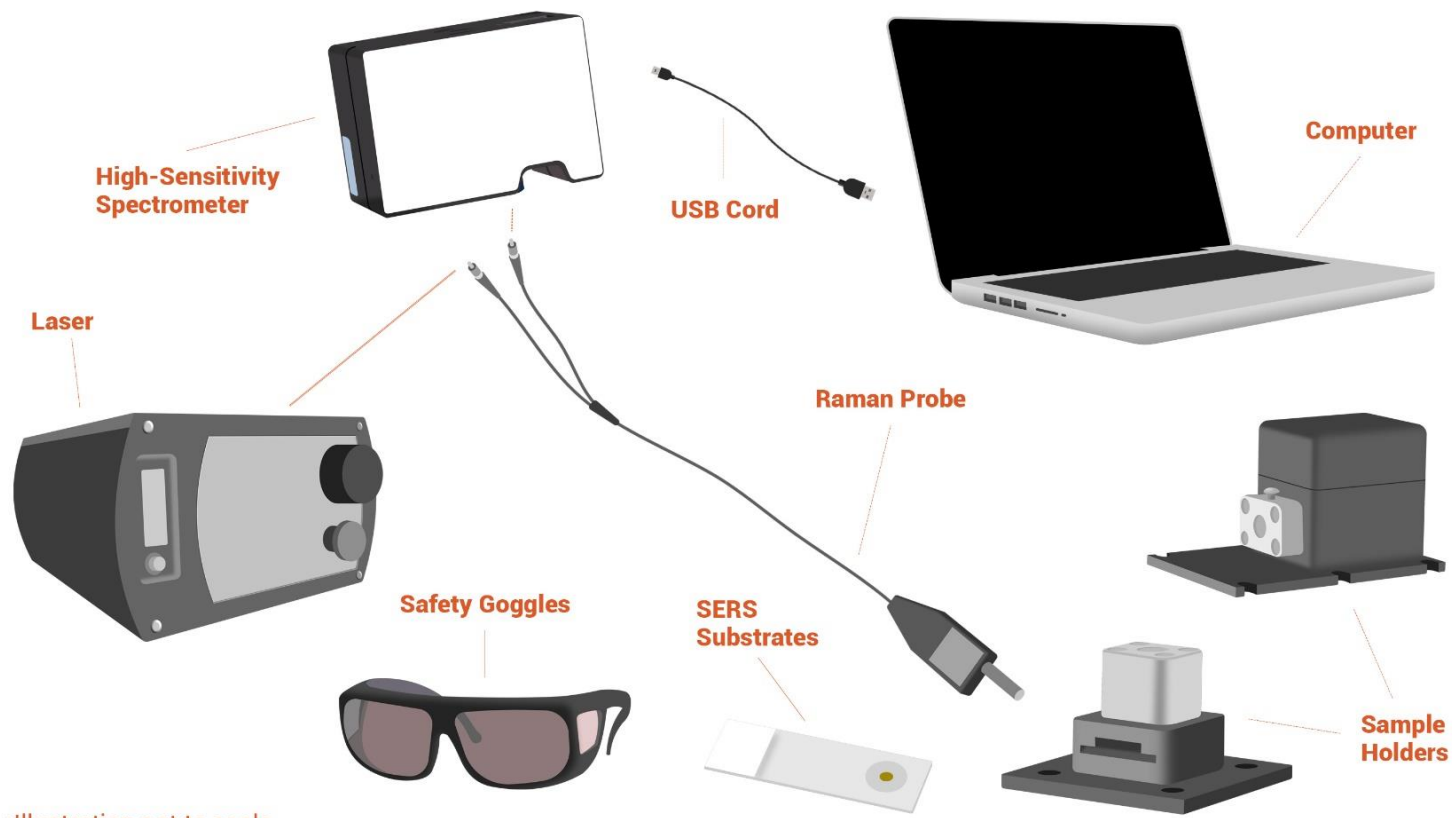 High-Sensitivity
Spectrometer
USB Cord
Computer
Laser
Raman Probe
Safety Goggles
SERS
Substrates
Sample
Holders